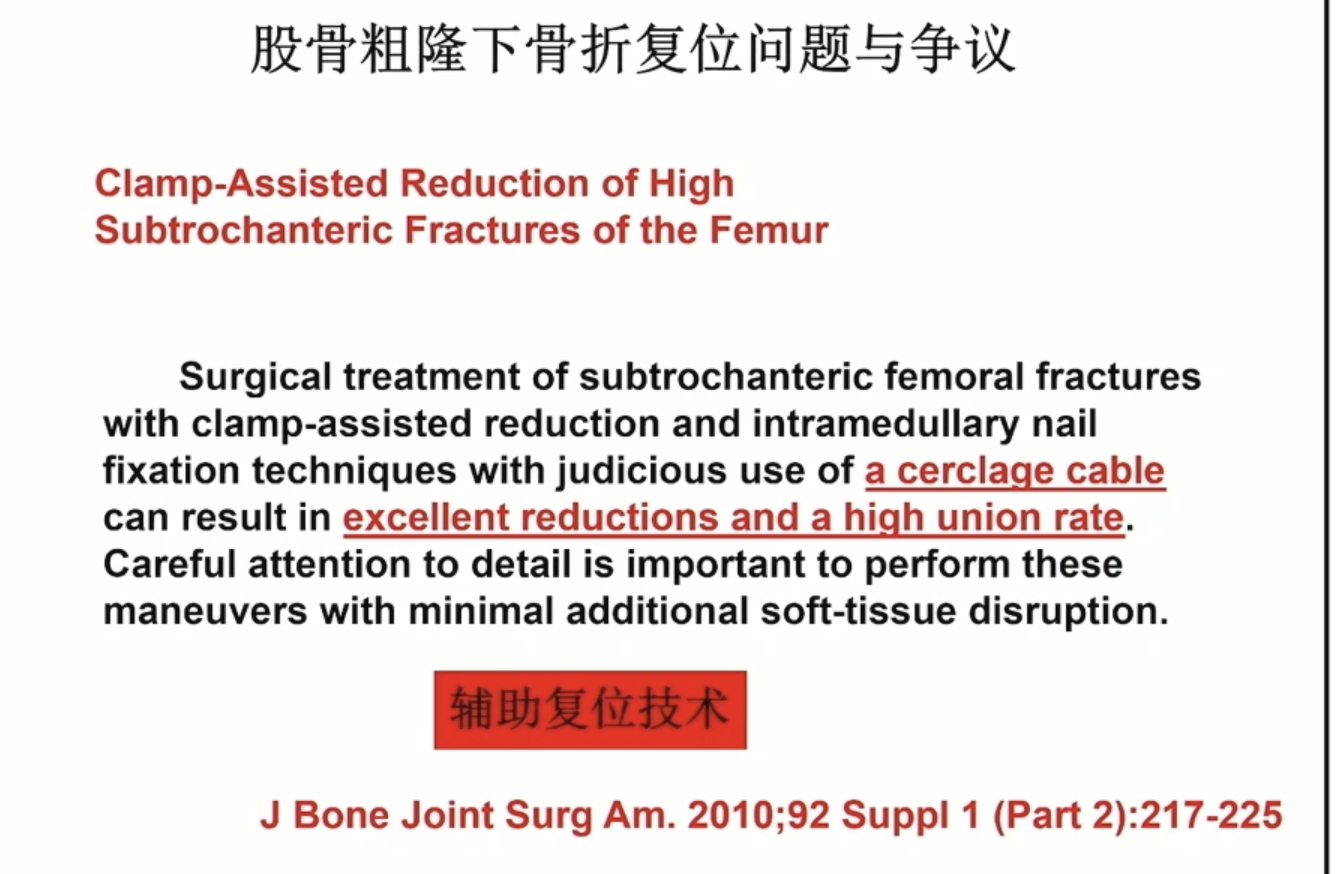 股骨粗隆下骨折复位问题与争议
Clamp-Assisted Reduction of High
Subtrochanteric Fractures of the Femur
Surgical treatment of subtrochanteric femoral fractures
with clamp-assisted reduction and intramedullary nail
fixation techniques with judicious use of a cerclage cable
can result in excellent reductions and a high union rate.
Careful attention to detail is important to perform these
maneuvers with minimal additional soft-tissue disruption.
辅助复位技术
J Bone Joint Surg Am. 2010;92 Suppl 1 (Part 2):217-225